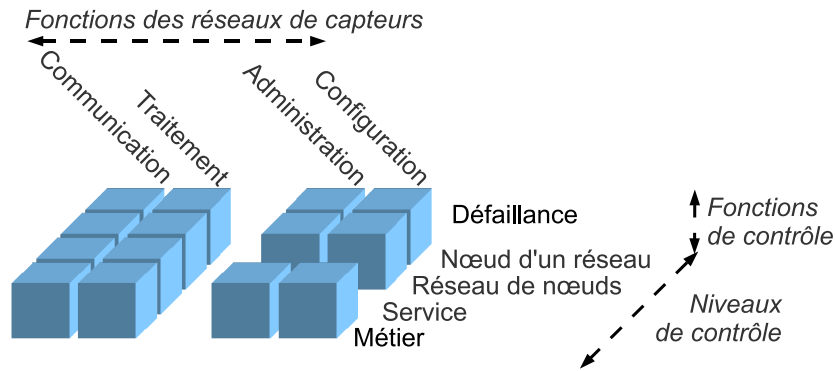 Fonctions des réseaux de capteurs
Communication
Traitement
Administration
Configuration
Défaillance
Fonctions
de contrôle
Nœud d'un réseau
Réseau de nœuds
Service
Métier
Niveaux
de contrôle